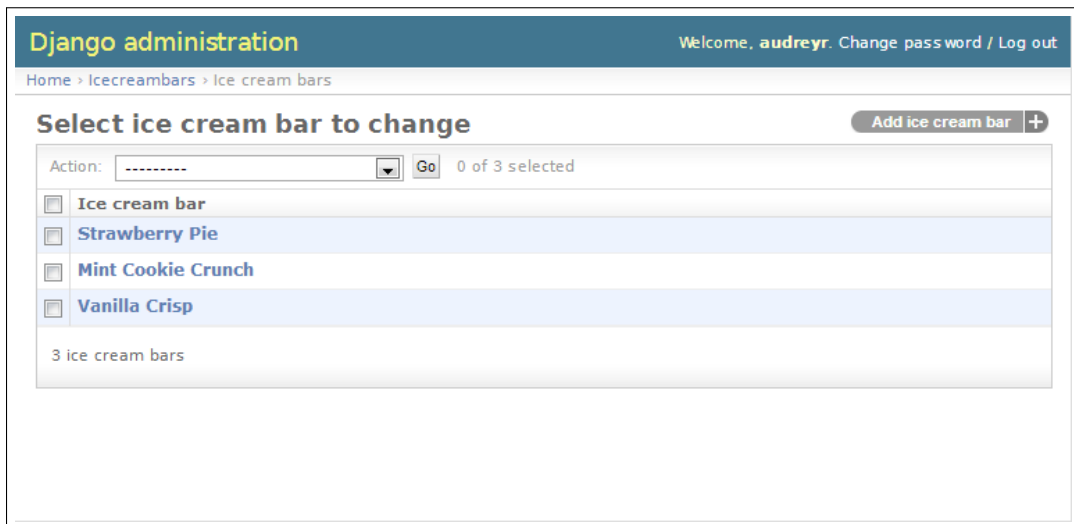 Django administration
Welcome, audreyr. Change password / Log out
Home › Icecreambars › Ice cream bars
Select ice cream bar to change
Add ice cream bar +
Action: --------- Go 0 of 3 selected
Ice cream bar
Strawberry Pie
Mint Cookie Crunch
Vanilla Crisp
3 ice cream bars